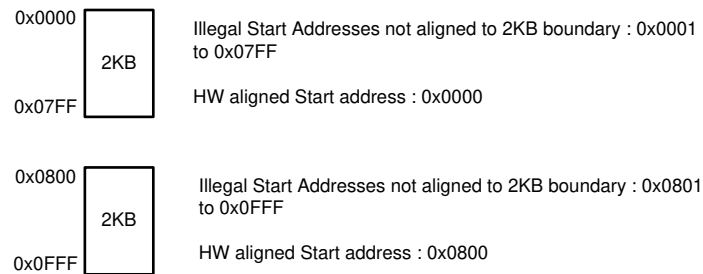 0x0000
2KB
0x07FF
Illegal Start Addresses not aligned to 2KB boundary : 0x0001
to 0x07FF
HW aligned Start address : 0x0000
0x0800
2KB
0x0FFF
Illegal Start Addresses not aligned to 2KB boundary : 0x0801
to 0x0FFF
HW aligned Start address : 0x0800